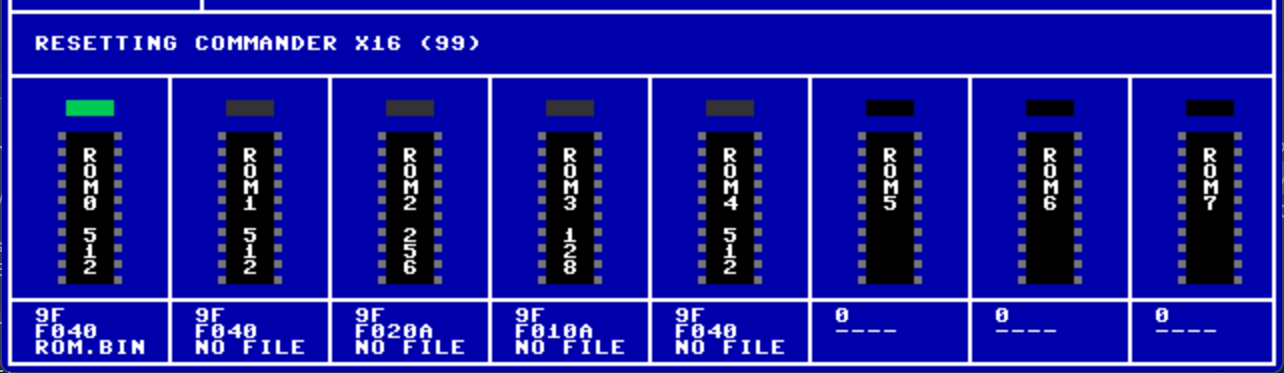 RESETTING COMMANDER X16 (99)
ROM0 512
ROM1 512
ROM2 256
ROM3 128
ROM4 512
ROM5
ROM6
ROM7
9F
F040
ROM.BIN
9F
F040
NO FILE
9F
F020A
NO FILE
9F
F010A
NO FILE
9F
F040
NO FILE
0
----
0
----
0
----